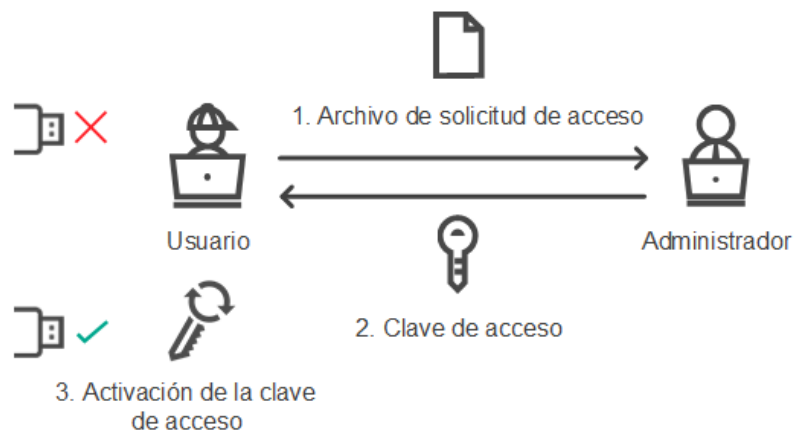 1. Archivo de solicitud de acceso
Usuario
Administrador
2. Clave de acceso
3. Activación de la clave
de acceso